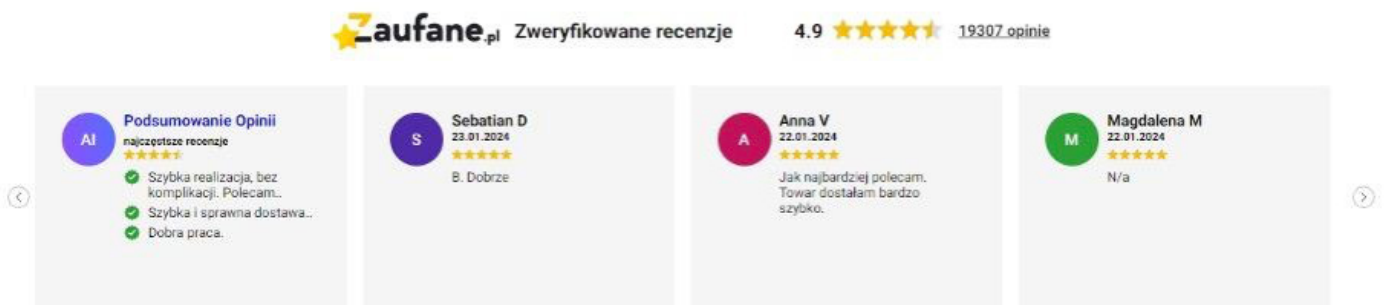 Zaufane.pl Zweryfikowane recenzje 4.9 19307 opinie
AI
Podsumowanie Opinii
najczęstsze recenzje
Szybka realizacja, bez
komplikacji. Polecam...
Szybka i sprawna dostawa...
Dobra praca.
S
Sebatian D
23.01.2024
B. Dobrze
A
Anna V
22.01.2024
Jak najbardziej polecam.
Towar dostałam bardzo
szybko.
M
Magdalena M
22.01.2024
N/a